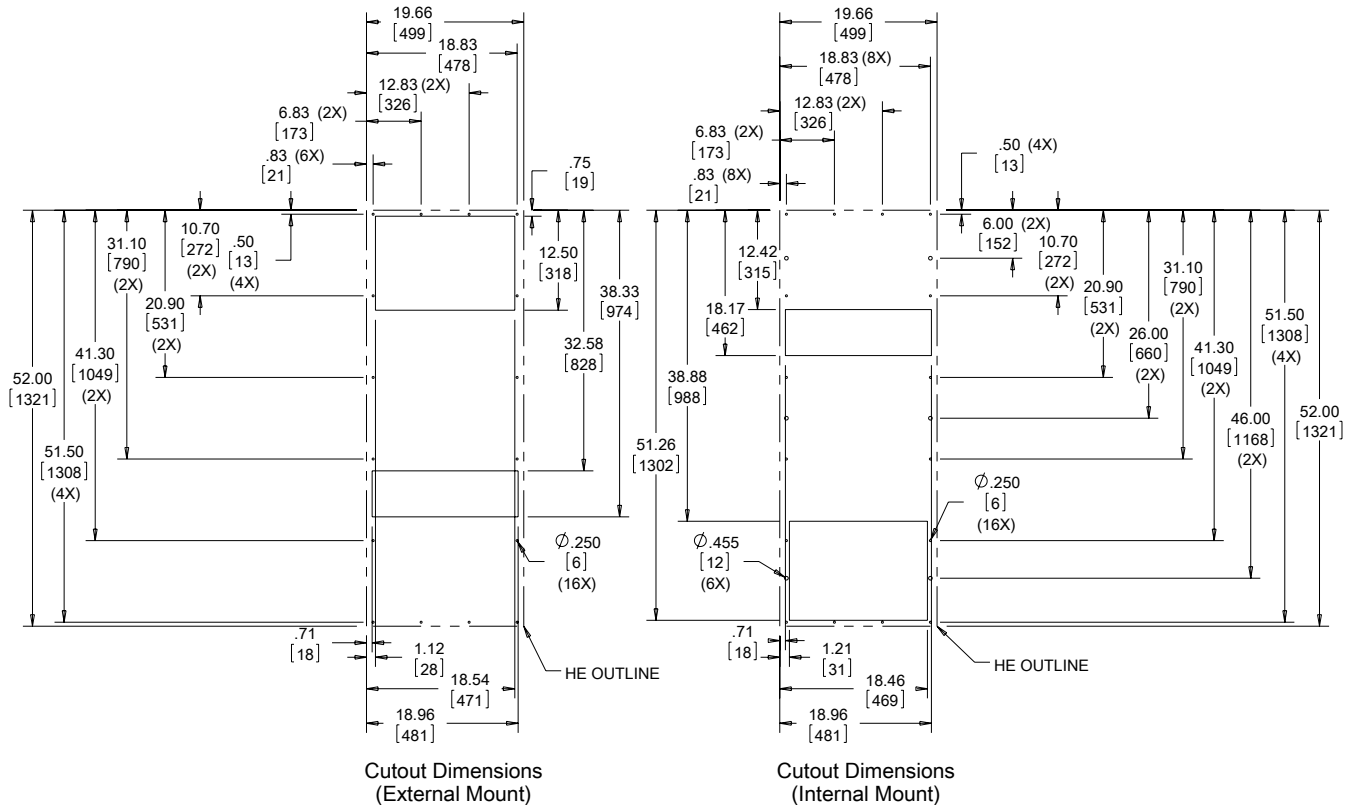 19.66
[499]
18.83
[478]
12.83 (2X)
[326]
6.83 (2X)
[173]
.83 (6X)
[21]
.75
[19]
10.70
[272]
(2X)
.50
[13]
(4X)
31.10
[790]
(2X)
20.90
[531]
(2X)
41.30
[1049]
(2X)
52.00
[1321]
51.50
[1308]
(4X)
12.50
[318]
38.33
[974]
32.58
[828]
Ø.250
[6]
(16X)
.71
[18]
1.12
[28]
HE OUTLINE
18.54
[471]
18.96
[481]
Cutout Dimensions
(External Mount)
19.66
[499]
18.83 (8X)
[478]
12.83 (2X)
[326]
6.83 (2X)
[173]
.83 (8X)
[21]
.50 (4X)
[13]
6.00 (2X)
[152]
10.70
[272]
(2X)
12.42
[315]
18.17
[462]
31.10
[790]
(2X)
20.90
[531]
(2X)
51.50
[1308]
(4X)
26.00
[660]
(2X)
41.30
[1049]
(2X)
38.88
[988]
52.00
[1321]
46.00
[1168]
(2X)
51.26
[1302]
Ø.250
[6]
(16X)
Ø.455
[12]
(6X)
.71
[18]
1.21
[31]
HE OUTLINE
18.46
[469]
18.96
[481]
Cutout Dimensions
(Internal Mount)